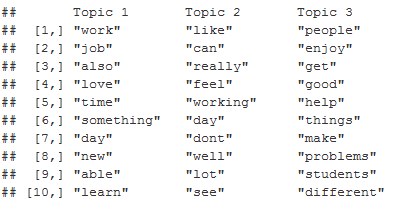 ##       Topic 1     Topic 2     Topic 3
##  [1,] "work"      "like"      "people"
##  [2,] "job"       "can"       "enjoy"
##  [3,] "also"      "really"    "get"
##  [4,] "love"      "feel"      "good"
##  [5,] "time"      "working"   "help"
##  [6,] "something" "day"       "things"
##  [7,] "day"       "dont"      "make"
##  [8,] "new"       "well"      "problems"
##  [9,] "able"      "lot"       "students"
## [10,] "learn"     "see"       "different"